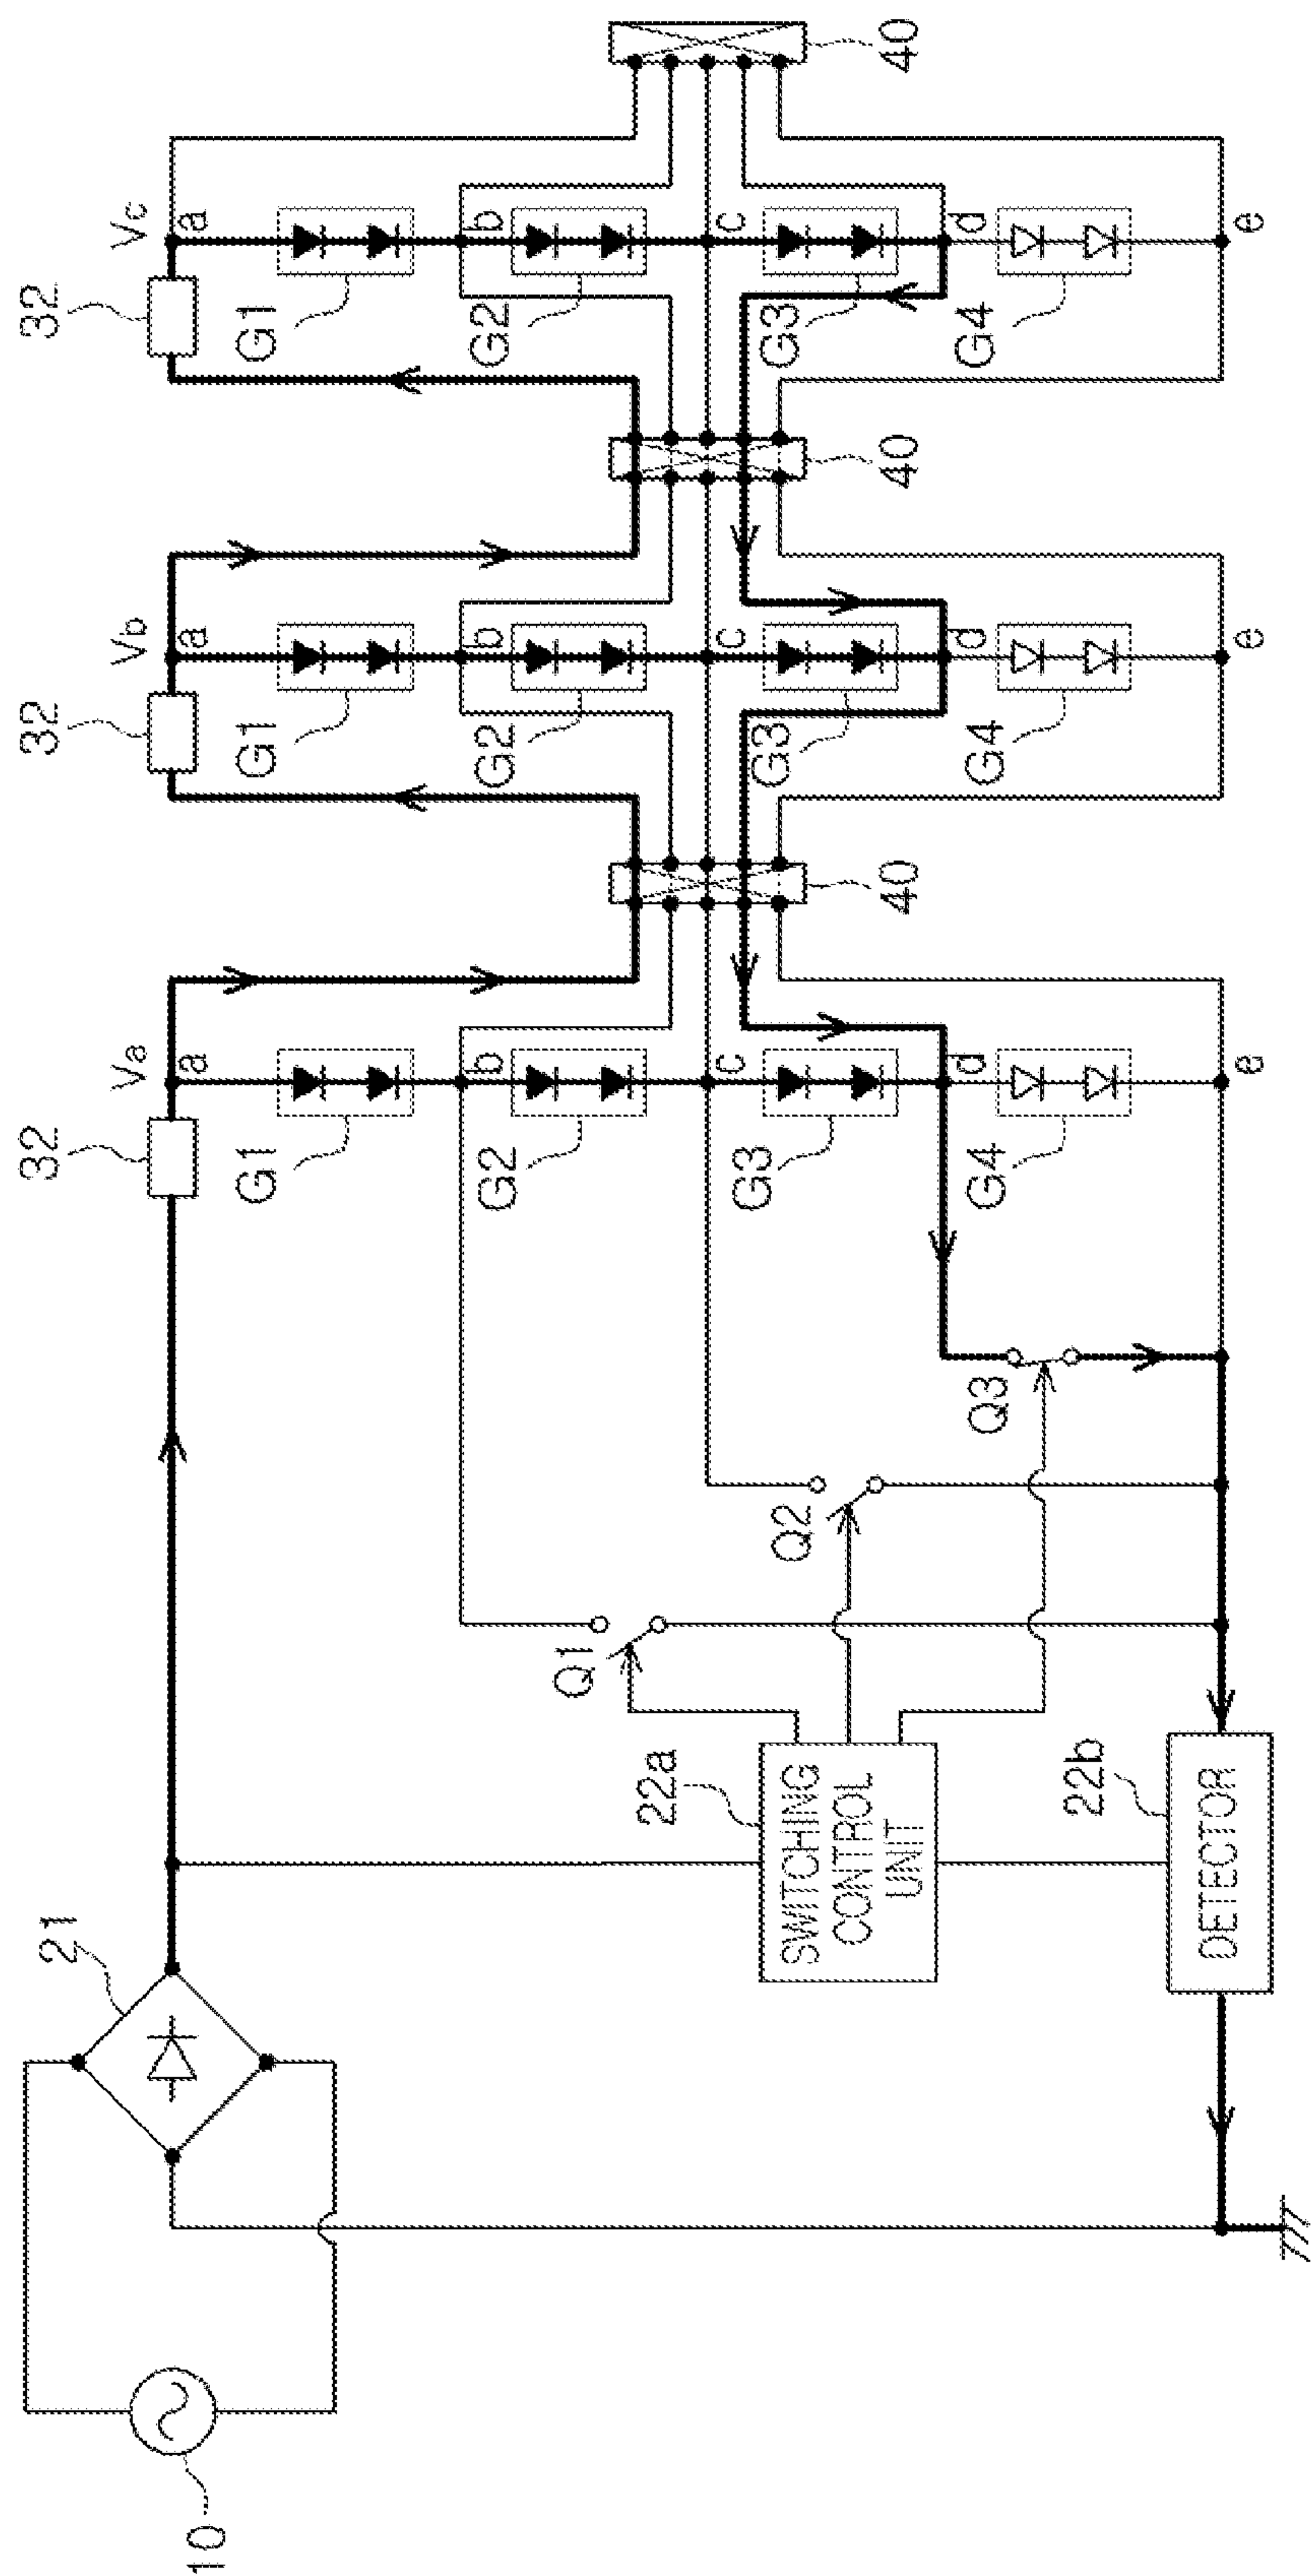 10
21
SWITCHING
CONTROL
UNIT
22a
DETECTOR
22b
Q1
Q2
Q3
32
Va
a
G1
b
G2
c
G3
d
G4
e
40
32
Vb
a
G1
b
G2
c
G3
d
G4
e
40
32
Vc
a
G1
b
G2
c
G3
d
G4
e
40